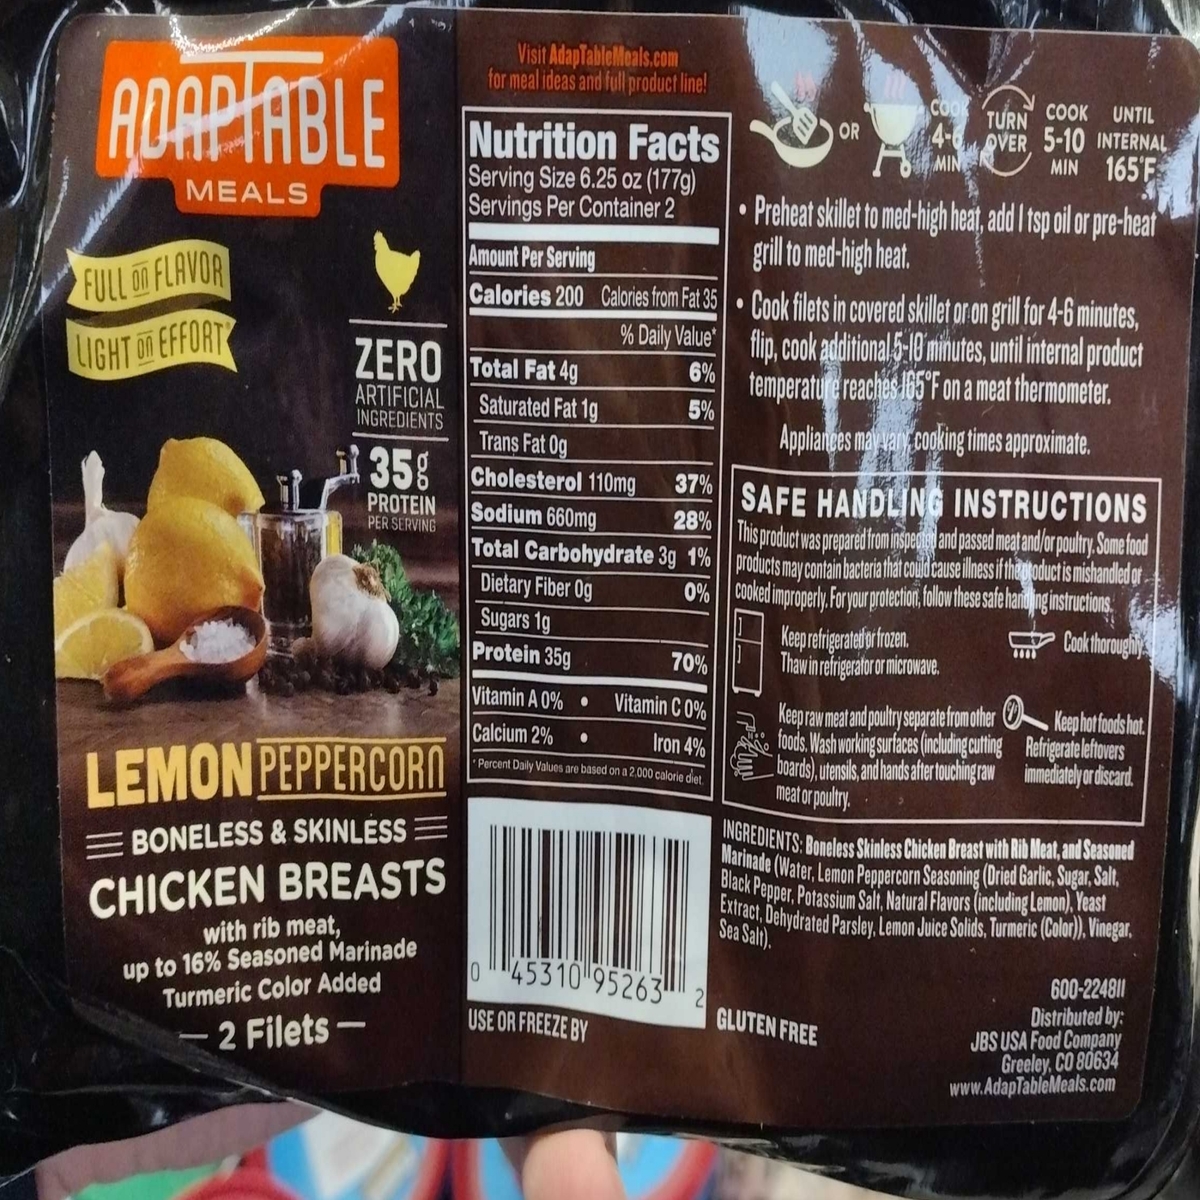 ADAPTABLE
MEALS
FULL ON FLAVOR
LIGHT ON EFFORT®
ZERO
ARTIFICIAL
INGREDIENTS
35g
PROTEIN
PER SERVING
LEMON PEPPERCORN
BONELESS & SKINLESS
CHICKEN BREASTS
with rib meat,
up to 16% Seasoned Marinade
Turmeric Color Added
— 2 Filets —
Visit AdapTableMeals.com
for meal ideas and full product line!
Nutrition Facts
Serving Size 6.25 oz (177g)
Servings Per Container 2
Amount Per Serving
Calories 200 Calories from Fat 35
% Daily Value*
Total Fat 4g 6%
Saturated Fat 1g 5%
Trans Fat 0g
Cholesterol 110mg 37%
Sodium 660mg 28%
Total Carbohydrate 3g 1%
Dietary Fiber 0g 0%
Sugars 1g
Protein 35g 70%
Vitamin A 0% • Vitamin C 0%
Calcium 2% • Iron 4%
* Percent Daily Values are based on a 2,000 calorie diet.
0 45310 95263 2
USE OR FREEZE BY
OR
COOK
4-6
MIN
TURN
OVER
COOK
5-10
MIN
UNTIL
INTERNAL
165°F
• Preheat skillet to med-high heat, add 1 tsp oil or pre-heat
grill to med-high heat.
• Cook filets in covered skillet or on grill for 4-6 minutes,
flip, cook additional 5-10 minutes, until internal product
temperature reaches 165°F on a meat thermometer.
Appliances may vary, cooking times approximate.
SAFE HANDLING INSTRUCTIONS
This product was prepared from inspected and passed meat and/or poultry. Some food
products may contain bacteria that could cause illness if the product is mishandled or
cooked improperly. For your protection, follow these safe handling instructions.
Keep refrigerated or frozen.
Thaw in refrigerator or microwave.
Cook thoroughly.
Keep raw meat and poultry separate from other
foods. Wash working surfaces (including cutting
boards), utensils, and hands after touching raw
meat or poultry.
Keep hot foods hot.
Refrigerate leftovers
immediately or discard.
INGREDIENTS: Boneless Skinless Chicken Breast with Rib Meat, and Seasoned
Marinade (Water, Lemon Peppercorn Seasoning (Dried Garlic, Sugar, Salt,
Black Pepper, Potassium Salt, Natural Flavors (including Lemon), Yeast
Extract, Dehydrated Parsley, Lemon Juice Solids, Turmeric (Color)), Vinegar,
Sea Salt).
GLUTEN FREE
600-224811
Distributed by:
JBS USA Food Company
Greeley, CO 80634
www.AdapTableMeals.com